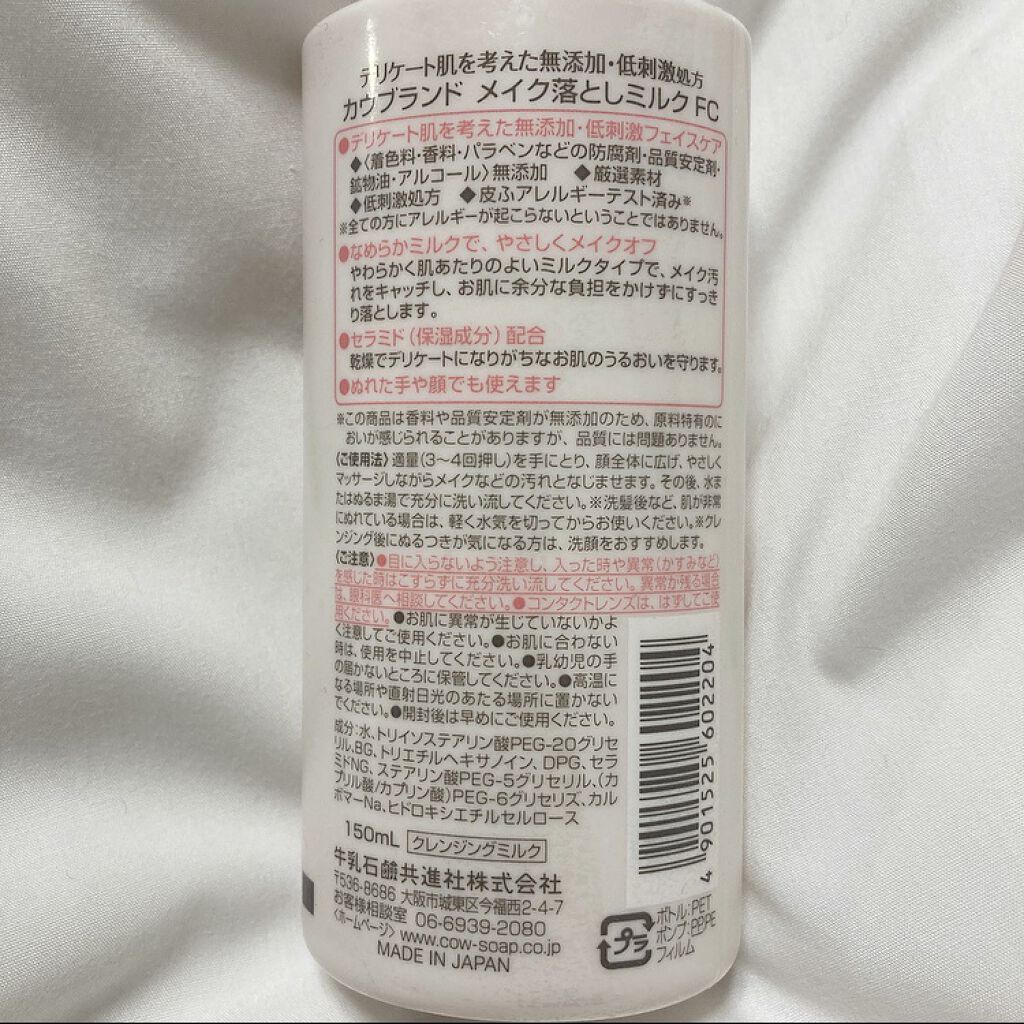 デリケート肌を考えた無添加・低刺激処方
カウブランド メイク落としミルク FC
●デリケート肌を考えた無添加・低刺激フェイスケア
◆〈着色料・香料・パラベンなどの防腐剤・品質安定剤・
鉱物油・アルコール〉無添加 ◆厳選素材
◆低刺激処方 ◆皮ふアレルギーテスト済み※
※全ての方にアレルギーが起こらないということではありません。
●なめらかミルクで、やさしくメイクオフ
やわらかく肌あたりのよいミルクタイプで、メイク汚
れをキャッチし、お肌に余分な負担をかけずにすっき
り落とします。
●セラミド(保湿成分)配合
乾燥でデリケートになりがちなお肌のうるおいを守ります。
●ぬれた手や顔でも使えます
※この商品は香料や品質安定剤が無添加のため、原料特有のに
おいが感じられることがありますが、品質には問題ありません。
〈ご使用法〉適量(3〜4回押し)を手にとり、顔全体に広げ、やさしく
マッサージしながらメイクなどの汚れとなじませます。その後、水ま
たはぬるま湯で充分に洗い流してください。※洗髪後など、肌が非常
にぬれている場合は、軽く水気を切ってからお使いください。※クレ
ンジング後にぬるつきが気になる方は、洗顔をおすすめします。
〈ご注意〉●目に入らないよう注意し、入った時や異常(かすみなど)
を感じた時はこすらずに充分洗い流してください。異常が残る場合
は、眼科医へ相談してください。●コンタクトレンズは、はずしてご使
用ください。●お肌に異常が生じていないかよ
く注意してご使用ください。●お肌に合わない
時は、使用を中止してください。●乳幼児の手
の届かないところに保管してください。●高温に
なる場所や直射日光のあたる場所に置かない
でください。●開封後は早めにご使用ください。
成分:水、トリイソステアリン酸PEG-20グリセ
リル、BG、トリエチルヘキサノイン、DPG、セラ
ミドNG、ステアリン酸PEG-5グリセリル、(カ
プリル酸/カプリン酸)PEG-6グリセリズ、カル
ボマーNa、ヒドロキシエチルセルロース
150mL クレンジングミルク
牛乳石鹸共進社株式会社
〒536-8686 大阪市城東区今福西2-4-7
お客様相談室 06-6939-2080
〈ホームページ〉www.cow-soap.co.jp
MADE IN JAPAN
4 901525 602204
プラ
ボトル:PET
ポンプ:PP,PE
フィルム